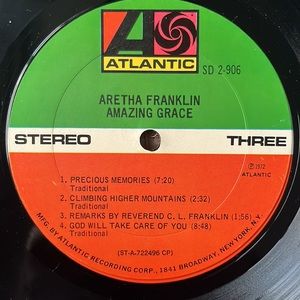 A
ATLANTIC
SD 2-906
ARETHA FRANKLIN
AMAZING GRACE
STEREO
THREE
1. PRECIOUS MEMORIES (7:20)
Traditional
2. CLIMBING HIGHER MOUNTAINS (2:32)
Traditional
3. REMARKS BY REVEREND C. L. FRANKLIN (1:56)
4. GOD WILL TAKE CARE OF YOU (8:48)
Traditional
℗ 1972
ATLANTIC
(ST-A-722496 CP)
MFG. BY ATLANTIC RECORDING CORP., 1841 BROADWAY, NEW YORK, N.Y.